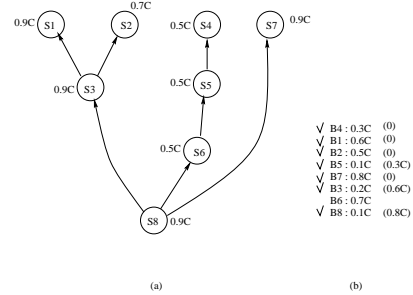 0.7C
0.9C S1 S2 0.5C S4 S7 0.9C
0.5C S5
0.9C S3
0.5C S6
S8 0.9C
√ B4 : 0.3C (0)
√ B1 : 0.6C (0)
√ B2 : 0.5C (0)
√ B5 : 0.1C (0.3C)
√ B7 : 0.8C (0)
√ B3 : 0.2C (0.6C)
B6 : 0.7C
√ B8 : 0.1C (0.8C)
(a) (b)